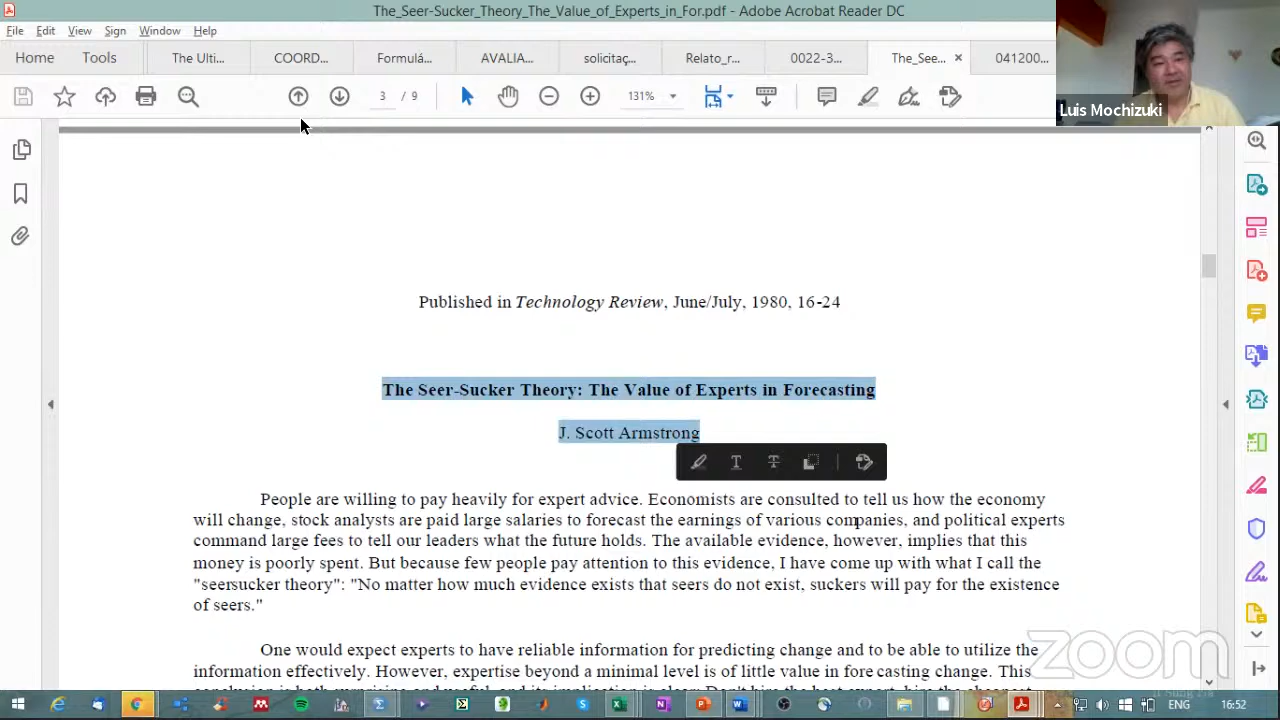 The_Seer-Sucker_Theory_The_Value_of_Experts_in_For.pdf - Adobe Acrobat Reader DC
File Edit View Sign Window Help
Home Tools The Ulti... COORD... Formulá... AVALIA... solicitaç... Relato_r... 0022-3... The_See... 041200...
3 / 9 131%
Luis Mochizuki
Published in Technology Review, June/July, 1980, 16-24
The Seer-Sucker Theory: The Value of Experts in Forecasting
J. Scott Armstrong
People are willing to pay heavily for expert advice. Economists are consulted to tell us how the economy
will change, stock analysts are paid large salaries to forecast the earnings of various companies, and political experts
command large fees to tell our leaders what the future holds. The available evidence, however, implies that this
money is poorly spent. But because few people pay attention to this evidence, I have come up with what I call the
"seersucker theory": "No matter how much evidence exists that seers do not exist, suckers will pay for the existence
of seers."
One would expect experts to have reliable information for predicting change and to be able to utilize the
information effectively. However, expertise beyond a minimal level is of little value in fore casting change. This
zoom
ENG 16:52